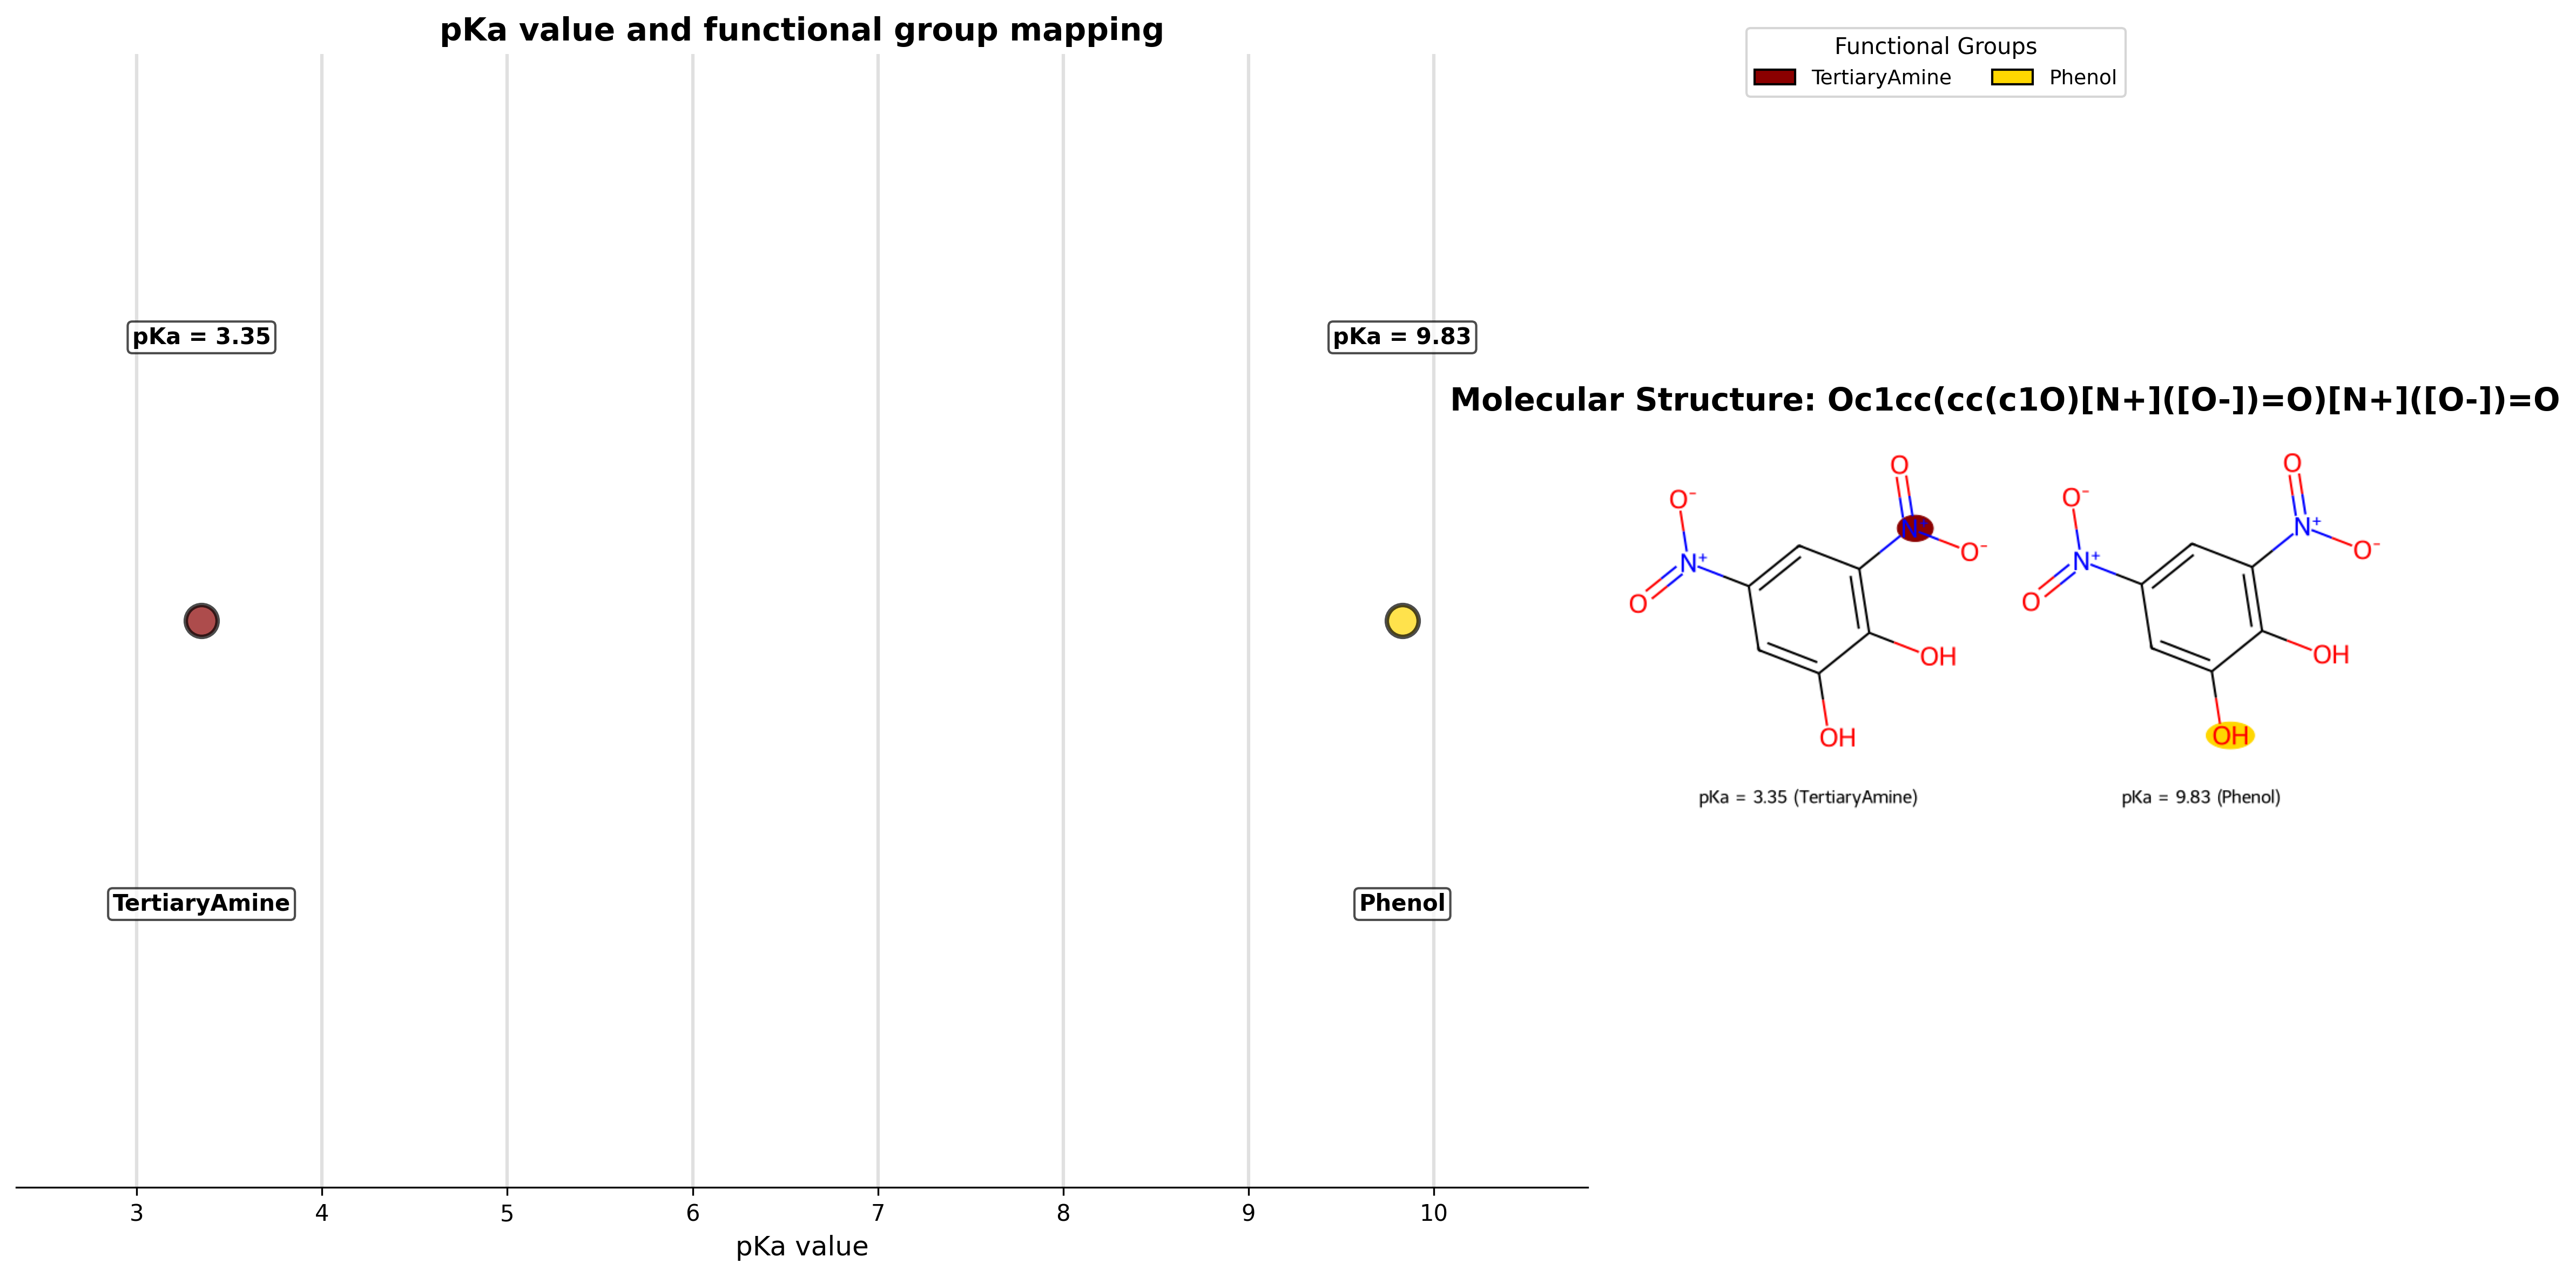 pKa value and functional group mapping
Functional Groups
TertiaryAmine
Phenol
pKa = 3.35
pKa = 9.83
TertiaryAmine
Phenol
3
4
5
6
7
8
9
10
pKa value
Molecular Structure: Oc1cc(cc(c1O)[N+]([O-])=O)[N+]([O-])=O
O
O⁻
N⁺
N⁺
O⁻
O
OH
OH
pKa = 3.35 (TertiaryAmine)
O
O⁻
N⁺
N⁺
O⁻
O
OH
OH
pKa = 9.83 (Phenol)